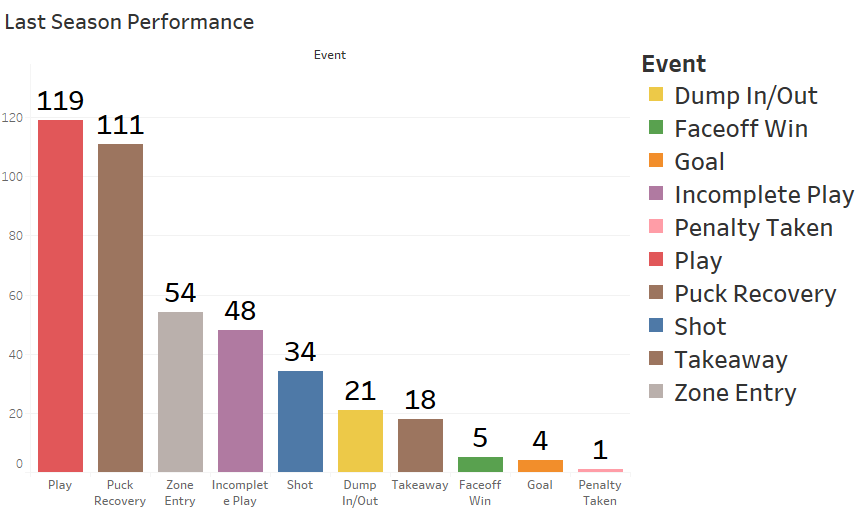 Last Season Performance
Event
119
111
54
48
34
21
18
5
4
1
120
100
80
60
40
20
0
Play
Puck
Recovery
Zone
Entry
Incomplet
e Play
Shot
Dump
In/Out
Takeaway
Faceoff
Win
Goal
Penalty
Taken
Event
Dump In/Out
Faceoff Win
Goal
Incomplete Play
Penalty Taken
Play
Puck Recovery
Shot
Takeaway
Zone Entry